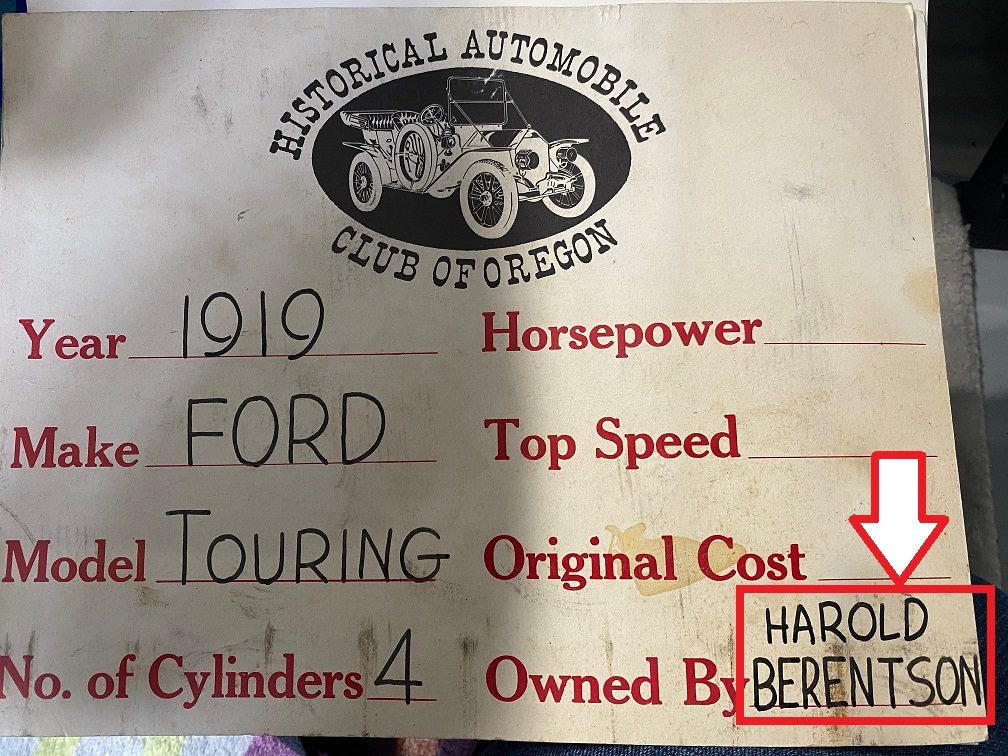 HISTORICAL AUTOMOBILE
CLUB OF OREGON
Year 1919
Horsepower
Make FORD
Top Speed
Model TOURING
Original Cost
No. of Cylinders 4
Owned By HAROLD
BERENTSON